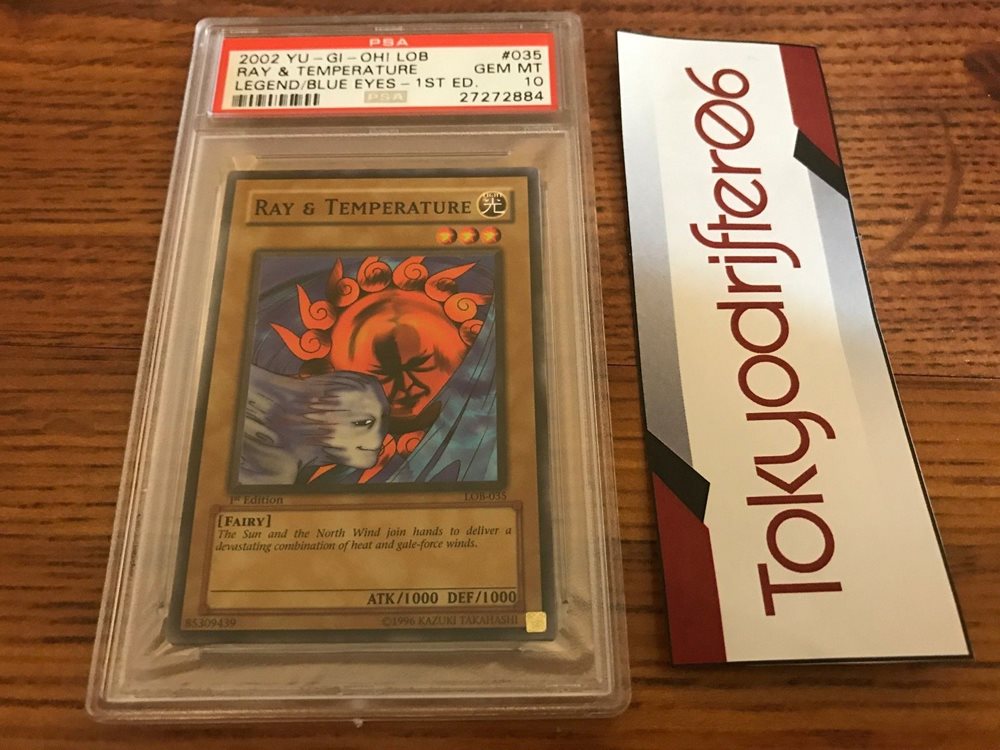 PSA
2002 YU-GI-OH! LOB #035
RAY & TEMPERATURE GEM MT
LEGEND/BLUE EYES-1ST ED. 10
PSA 27272884
RAY & TEMPERATURE
LIGHT
光
1st Edition LOB-035
[FAIRY]
The Sun and the North Wind join hands to deliver a
devastating combination of heat and gale-force winds.
ATK/1000 DEF/1000
85309439 ©1996 KAZUKI TAKAHASHI
Tokyodrifter06